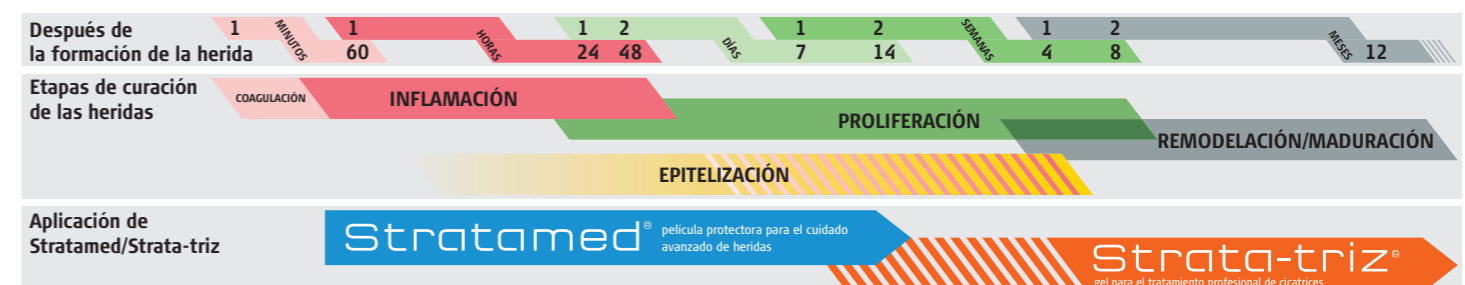 Después de
la formación de la herida
1 MINUTOS 1 HORAS 1 2 DÍAS 1 2 SEMANAS 1 2 MESES
60 24 48 7 14 4 8 12
Etapas de curación
de las heridas
COAGULACIÓN
INFLAMACIÓN
PROLIFERACIÓN
REMODELACIÓN/MADURACIÓN
EPITELIZACIÓN
Aplicación de
Stratamed/Strata-triz
Stratamed®
película protectora para el cuidado
avanzado de heridas
Strata-triz®
gel para el tratamiento profesional de cicatrices